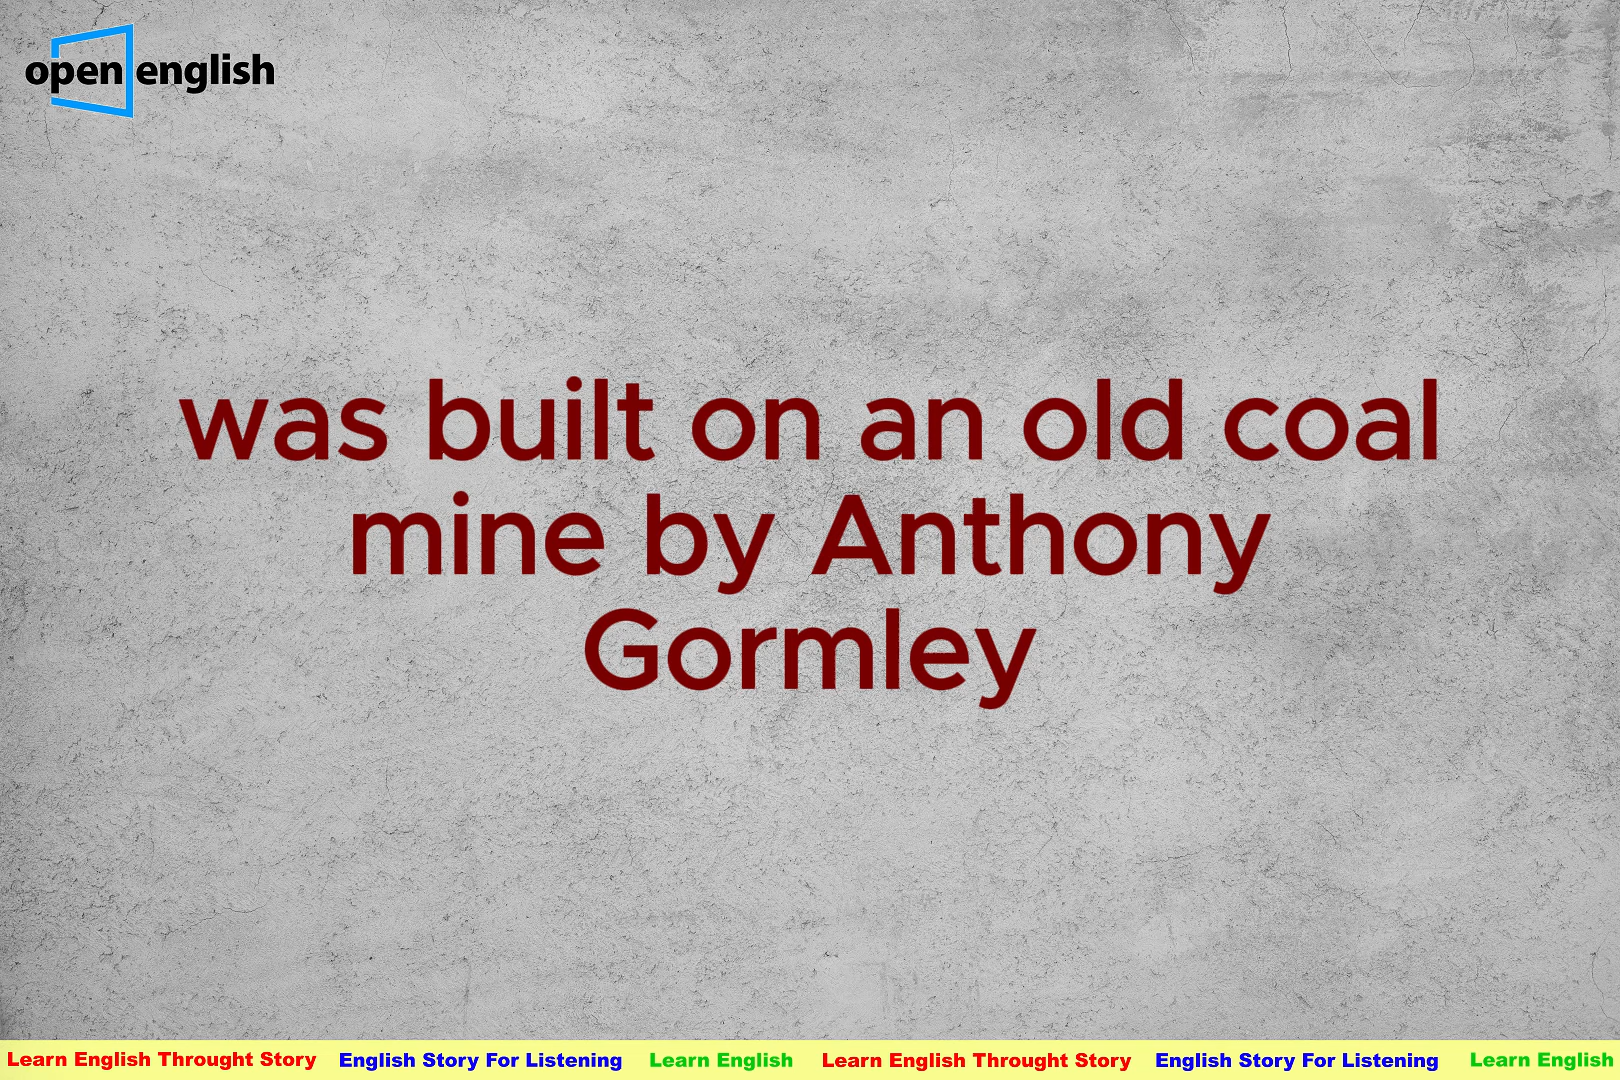 open english
was built on an old coal
mine by Anthony
Gormley
Learn English Throught Story English Story For Listening Learn English Learn English Throught Story English Story For Listening Learn English